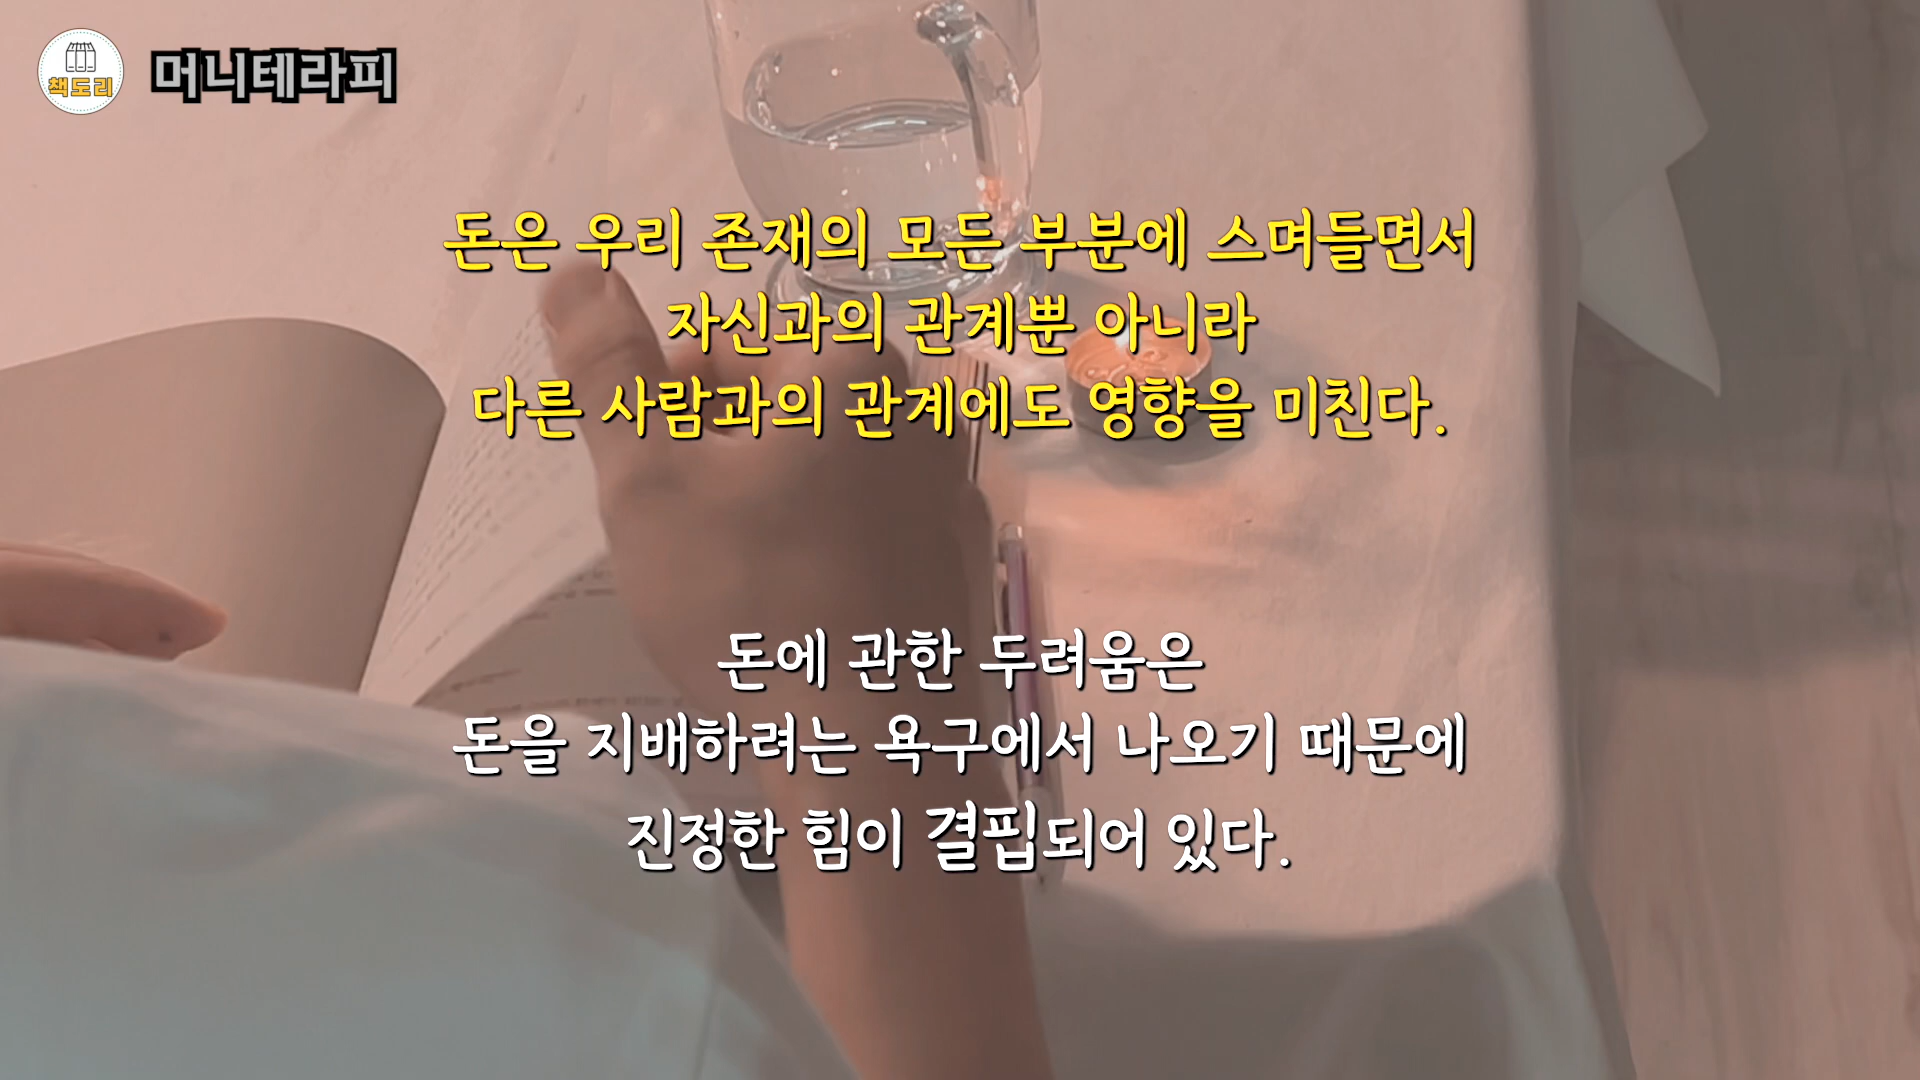 책도리
머니테라피
돈은 우리 존재의 모든 부분에 스며들면서
자신과의 관계뿐 아니라
다른 사람과의 관계에도 영향을 미친다.
돈에 관한 두려움은
돈을 지배하려는 욕구에서 나오기 때문에
진정한 힘이 결핍되어 있다.